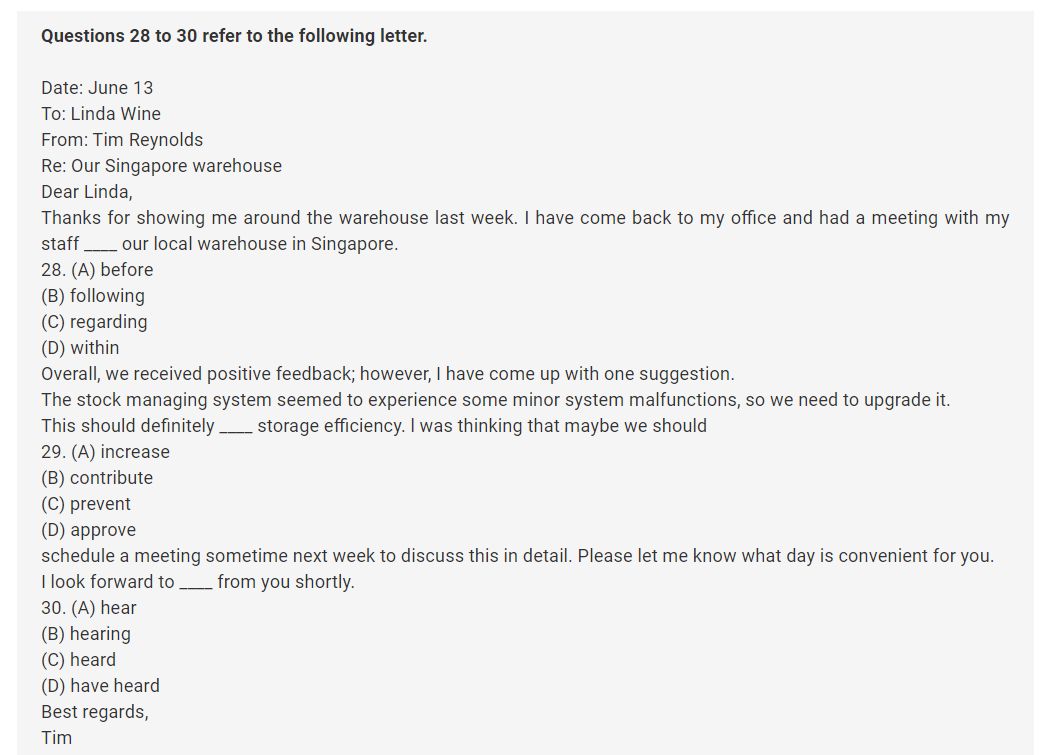 Questions 28 to 30 refer to the following letter.
Date: June 13
To: Linda Wine
From: Tim Reynolds
Re: Our Singapore warehouse
Dear Linda,
Thanks for showing me around the warehouse last week. I have come back to my office and had a meeting with my
staff ____ our local warehouse in Singapore.
28. (A) before
(B) following
(C) regarding
(D) within
Overall, we received positive feedback; however, I have come up with one suggestion.
The stock managing system seemed to experience some minor system malfunctions, so we need to upgrade it.
This should definitely ____ storage efficiency. I was thinking that maybe we should
29. (A) increase
(B) contribute
(C) prevent
(D) approve
schedule a meeting sometime next week to discuss this in detail. Please let me know what day is convenient for you.
I look forward to ____ from you shortly.
30. (A) hear
(B) hearing
(C) heard
(D) have heard
Best regards,
Tim